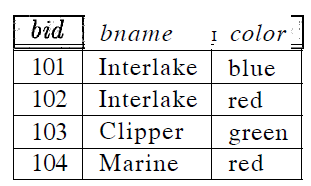 bid bname color
101 Interlake blue
102 Interlake red
103 Clipper green
104 Marine red